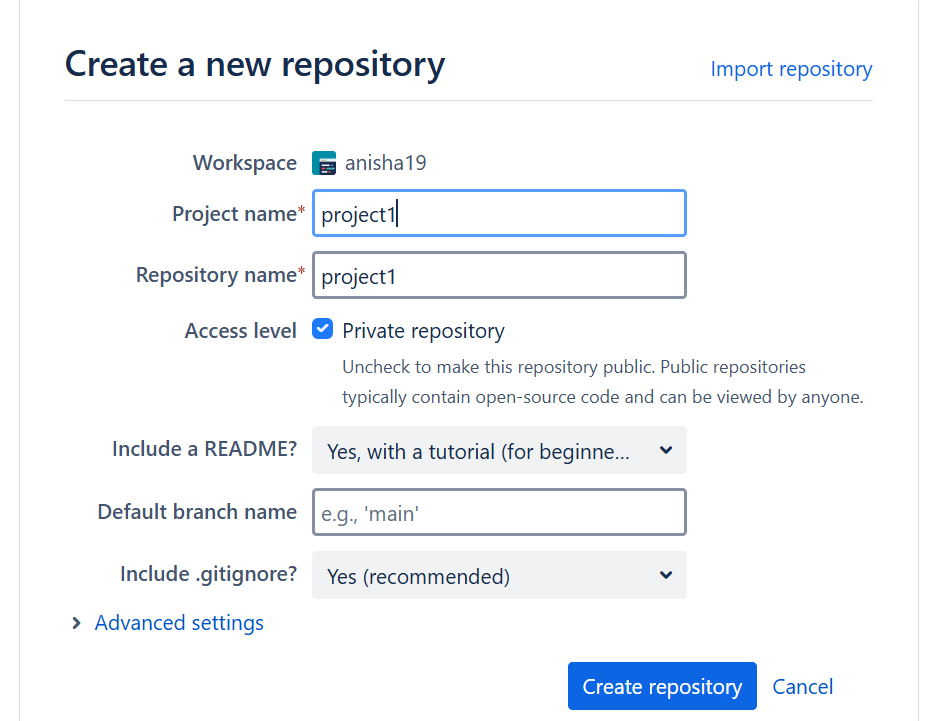 Create a new repository
Import repository
Workspace anisha19
Project name* project1
Repository name* project1
Access level Private repository
Uncheck to make this repository public. Public repositories
typically contain open-source code and can be viewed by anyone.
Include a README? Yes, with a tutorial (for beginne...
Default branch name e.g., 'main'
Include .gitignore? Yes (recommended)
Advanced settings
Create repository Cancel